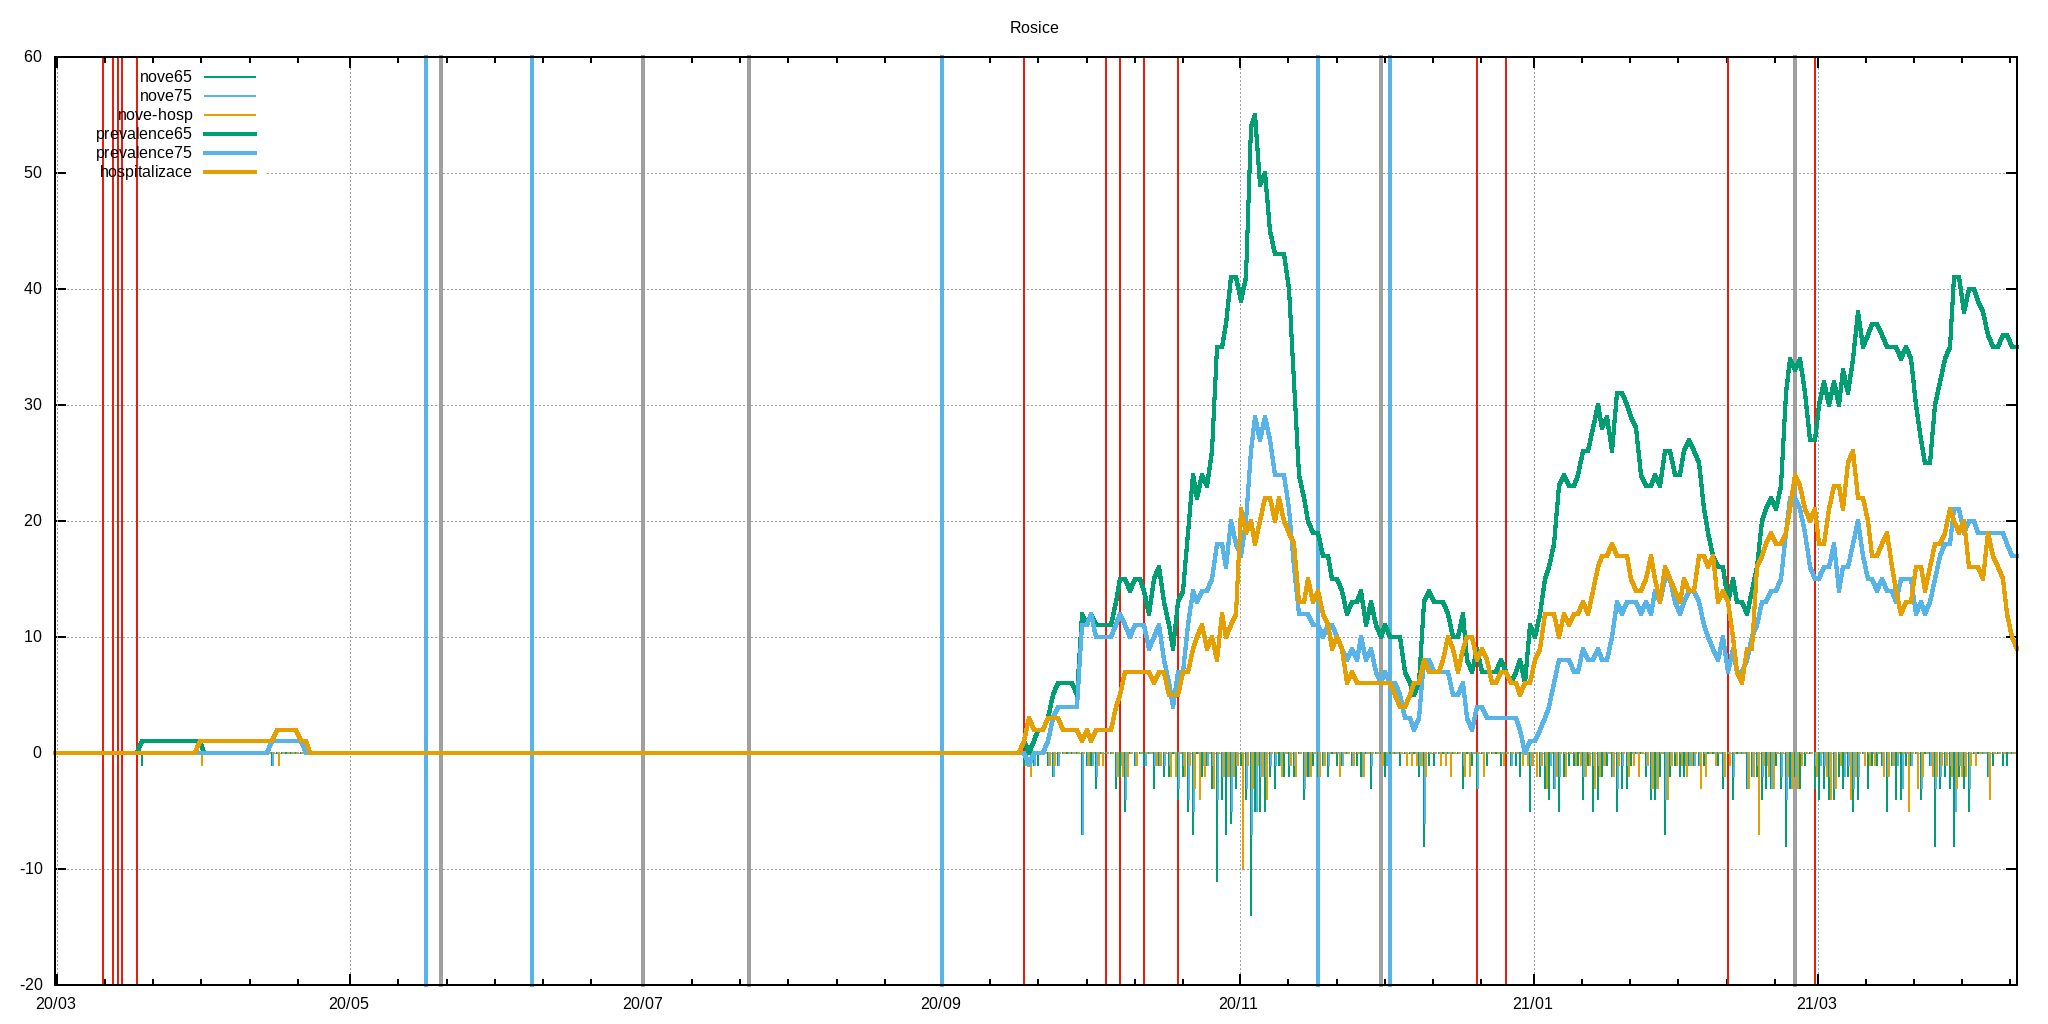 Rosice
60
50
40
30
20
10
0
-10
-20
nove65
nove75
nove-hosp
prevalence65
prevalence75
hospitalizace
20/03 20/05 20/07 20/09 20/11 21/01 21/03